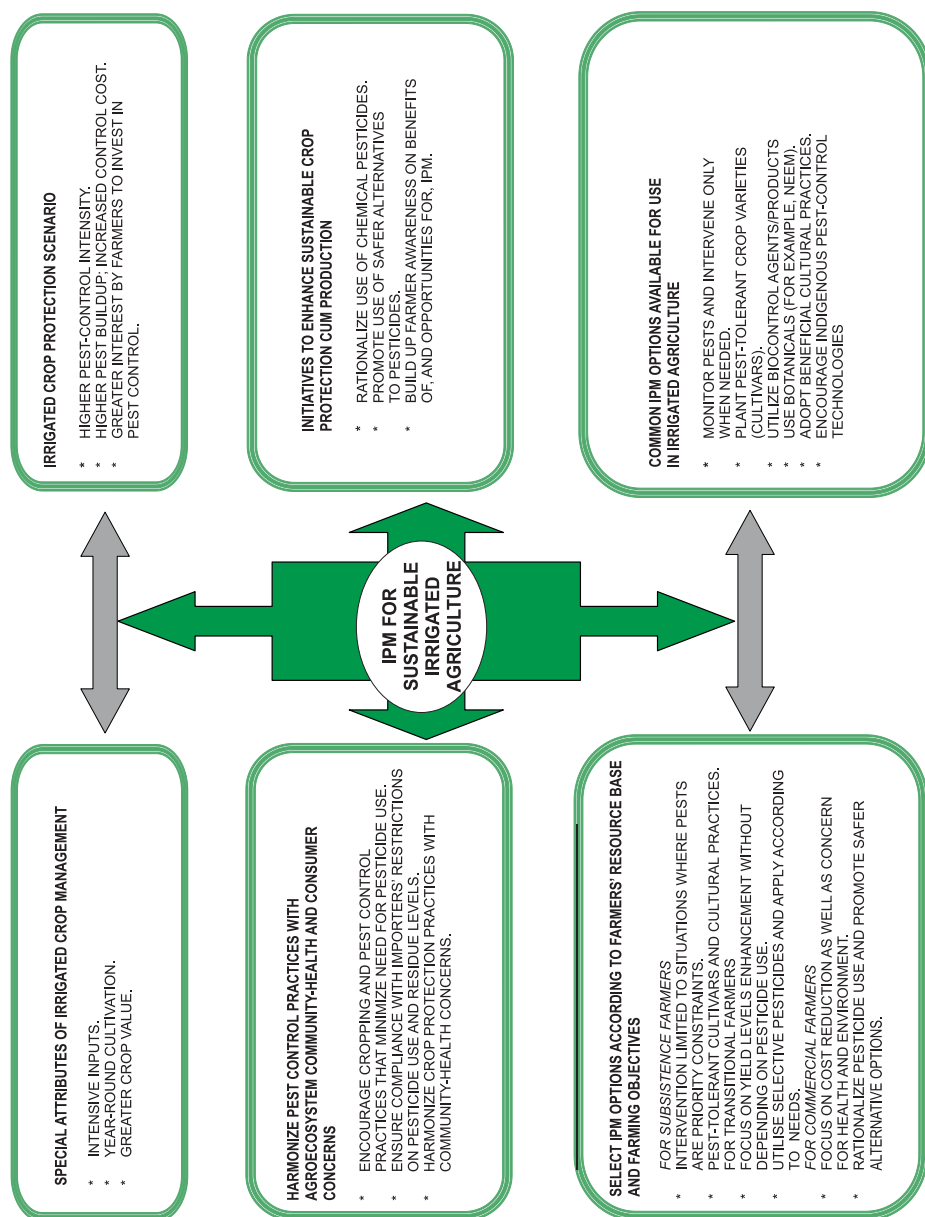 SPECIAL ATTRIBUTES OF IRRIGATED CROP MANAGEMENT
* INTENSIVE INPUTS.
* YEAR-ROUND CULTIVATION.
* GREATER CROP VALUE.
IRRIGATED CROP PROTECTION SCENARIO
* HIGHER PEST-CONTROL INTENSITY.
* HIGHER PEST BUILDUP; INCREASED CONTROL COST.
* GREATER INTEREST BY FARMERS TO INVEST IN
PEST CONTROL.
HARMONIZE PEST CONTROL PRACTICES WITH
AGROECOSYSTEM COMMUNITY-HEALTH AND CONSUMER
CONCERNS
* ENCOURAGE CROPPING AND PEST CONTROL
PRACTICES THAT MINIMIZE NEED FOR PESTICIDE USE.
* ENSURE COMPLIANCE WITH IMPORTERS' RESTRICTIONS
ON PESTICIDE USE AND RESIDUE LEVELS.
* HARMONIZE CROP PROTECTION PRACTICES WITH
COMMUNITY-HEALTH CONCERNS.
IPM FOR
SUSTAINABLE
IRRIGATED
AGRICULTURE
INITIATIVES TO ENHANCE SUSTAINABLE CROP
PROTECTION CUM PRODUCTION
* RATIONALIZE USE OF CHEMICAL PESTICIDES.
* PROMOTE USE OF SAFER ALTERNATIVES
TO PESTICIDES.
* BUILD UP FARMER AWARENESS ON BENEFITS
OF, AND OPPORTUNITIES FOR, IPM.
SELECT IPM OPTIONS ACCORDING TO FARMERS' RESOURCE BASE
AND FARMING OBJECTIVES
FOR SUBSISTENCE FARMERS
* INTERVENTION LIMITED TO SITUATIONS WHERE PESTS
ARE PRIORITY CONSTRAINTS.
* PEST-TOLERANT CULTIVARS AND CULTURAL PRACTICES.
FOR TRANSITIONAL FARMERS
* FOCUS ON YIELD LEVELS ENHANCEMENT WITHOUT
DEPENDING ON PESTICIDE USE.
* UTILISE SELECTIVE PESTICIDES AND APPLY ACCORDING
TO NEEDS.
FOR COMMERCIAL FARMERS
* FOCUS ON COST REDUCTION AS WELL AS CONCERN
FOR HEALTH AND ENVIRONMENT.
* RATIONALIZE PESTICIDE USE AND PROMOTE SAFER
ALTERNATIVE OPTIONS.
COMMON IPM OPTIONS AVAILABLE FOR USE
IN IRRIGATED AGRICULTURE
* MONITOR PESTS AND INTERVENE ONLY
WHEN NEEDED.
* PLANT PEST-TOLERANT CROP VARIETIES
(CULTIVARS).
* UTILIZE BIOCONTROL AGENTS/PRODUCTS
* USE BOTANICALS (FOR EXAMPLE, NEEM).
* ADOPT BENEFICIAL CULTURAL PRACTICES.
* ENCOURAGE INDIGENOUS PEST-CONTROL
TECHNOLOGIES